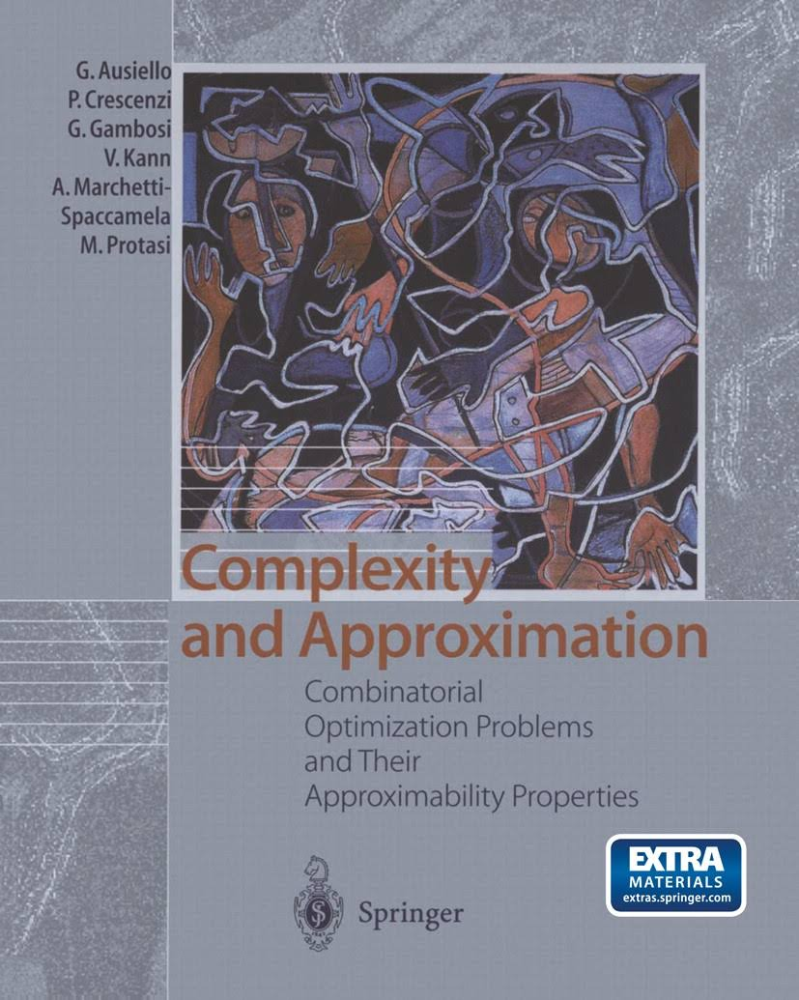 G. Ausiello
P. Crescenzi
G. Gambosi
V. Kann
A. Marchetti-
Spaccamela
M. Protasi
Complexity
and Approximation
Combinatorial
Optimization Problems
and Their
Approximability Properties
Springer
EXTRA
MATERIALS
extras.springer.com